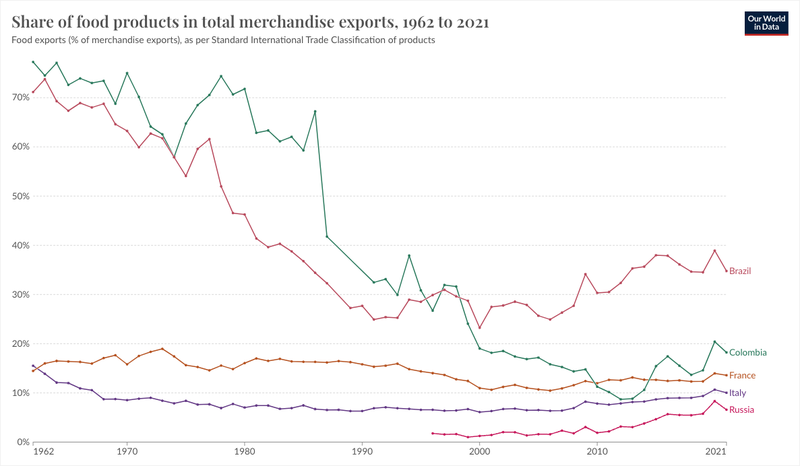 Share of food products in total merchandise exports, 1962 to 2021
Our World
in Data
Food exports (% of merchandise exports), as per Standard International Trade Classification of products
70%
60%
50%
40%
30%
20%
10%
0%
Brazil
Colombia
France
Italy
Russia
1962
1970
1980
1990
2000
2010
2021